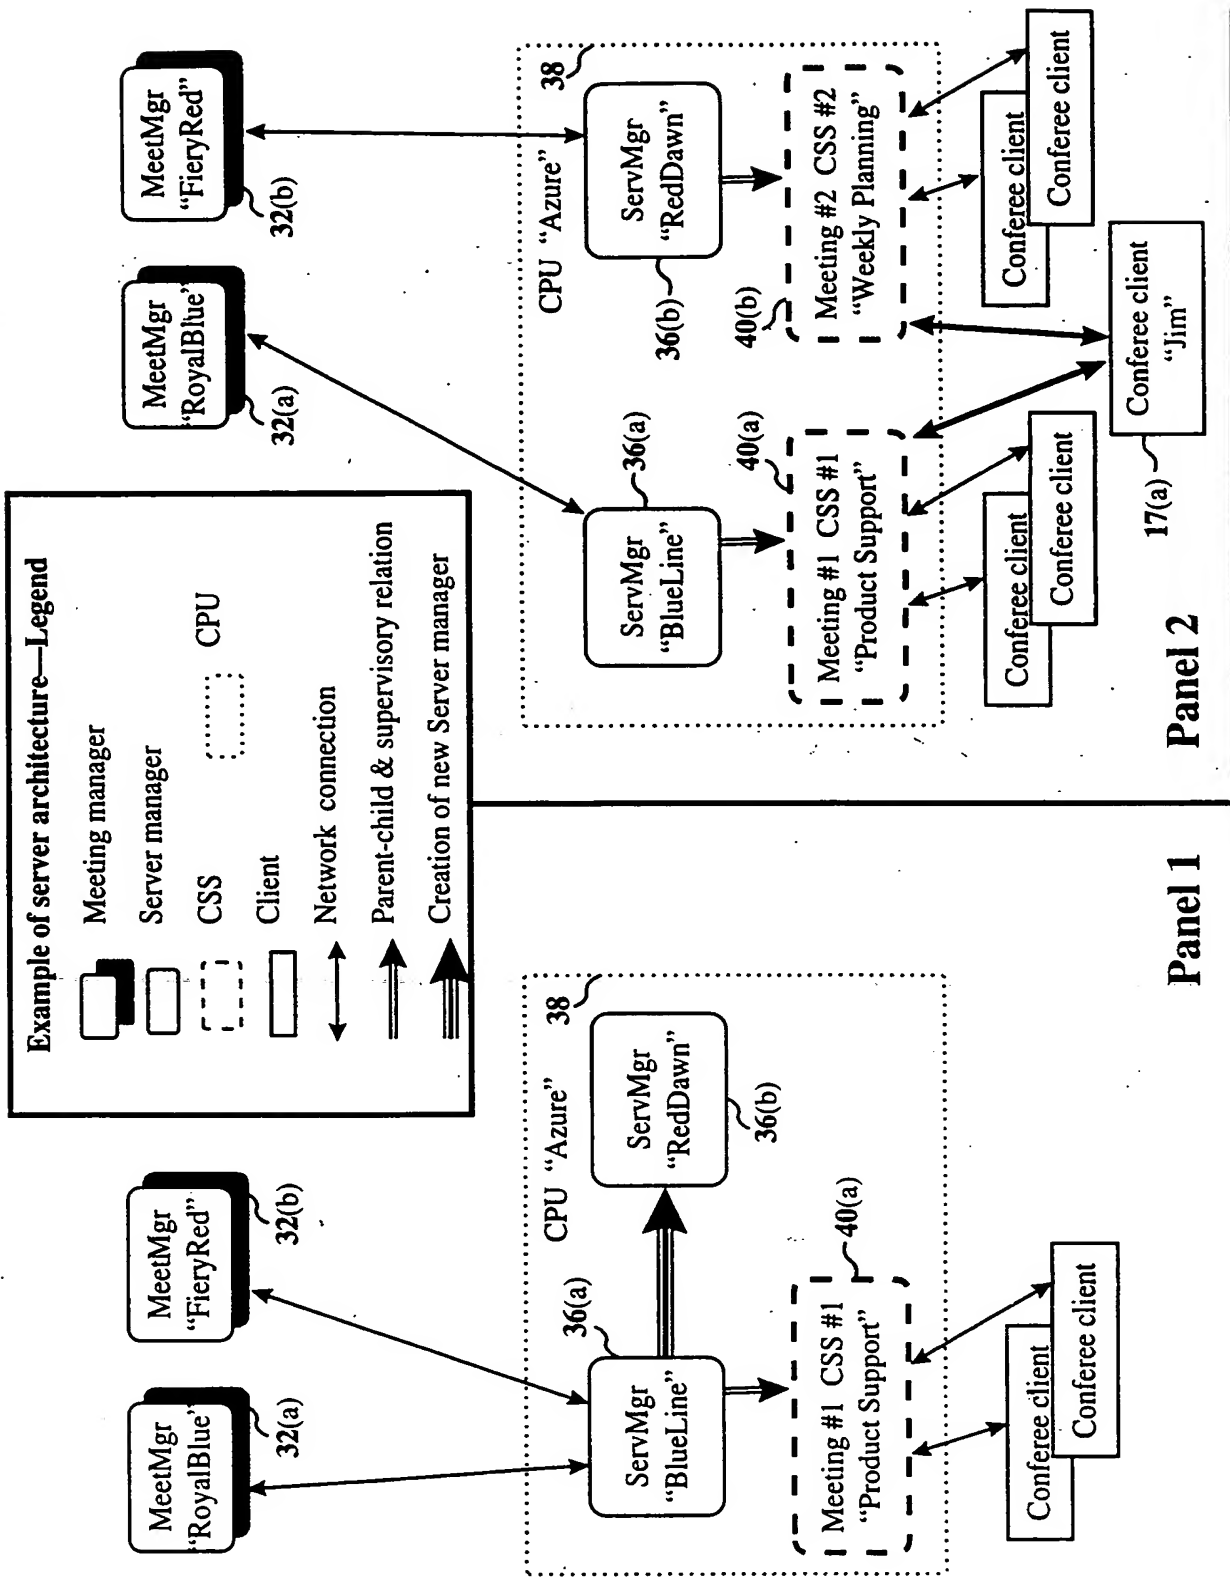 Example of server architecture—Legend
Meeting manager
Server manager
CSS
CPU
Client
Network connection
Parent-child & supervisory relation
Creation of new Server manager
MeetMgr
“RoyalBlue”
32(a)
MeetMgr
“FieryRed”
32(b)
CPU “Azure”
38
36(a)
ServMgr
“BlueLine”
ServMgr
“RedDawn”
36(b)
Meeting #1 CSS #1
“Product Support”
40(a)
Conferee client
Conferee client
Panel 1
MeetMgr
“RoyalBlue”
32(a)
MeetMgr
“FieryRed”
32(b)
CPU “Azure”
38
ServMgr
“BlueLine”
36(a)
ServMgr
“RedDawn”
36(b)
40(a)
Meeting #1 CSS #1
“Product Support”
40(b)
Meeting #2 CSS #2
“Weekly Planning”
Conferee client
Conferee client
Conferee client
Conferee client
Conferee client
“Jim”
17(a)
Panel 2